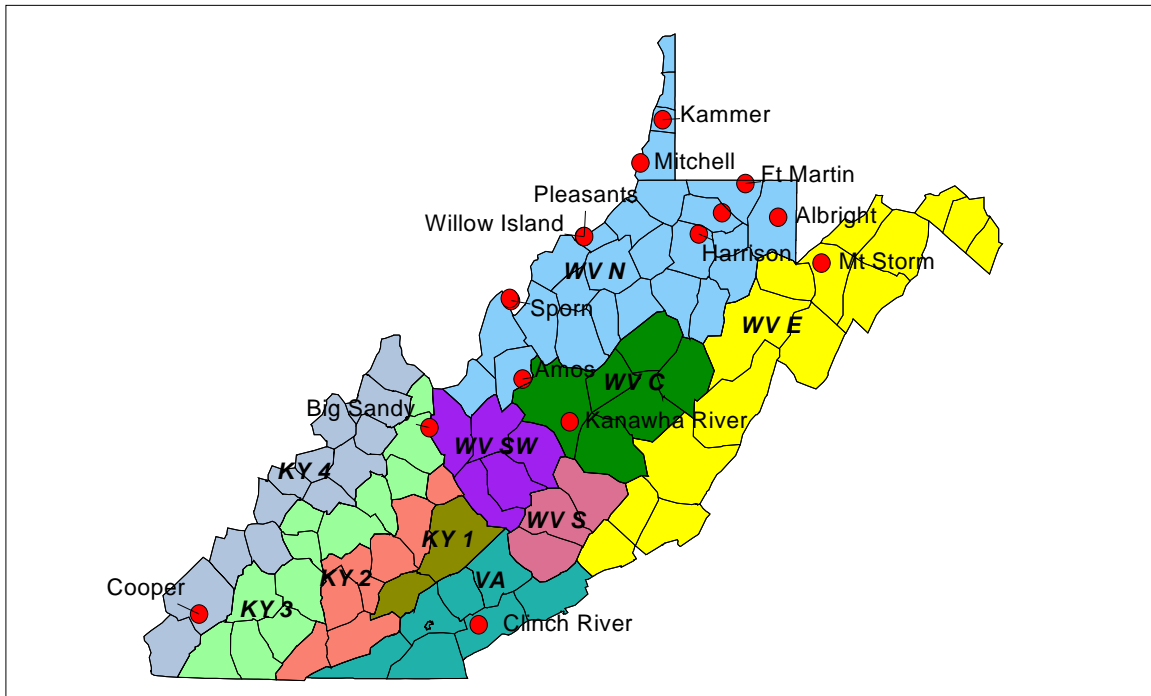 Kammer
Mitchell
Ft Martin
Pleasants
Willow Island
Albright
Harrison
WV N
Mt Storm
Sporn
WV E
Amos
WV C
Big Sandy
Kanawha River
WV SW
KY 4
WV S
KY 1
KY 2
VA
Cooper
KY 3
Clinch River